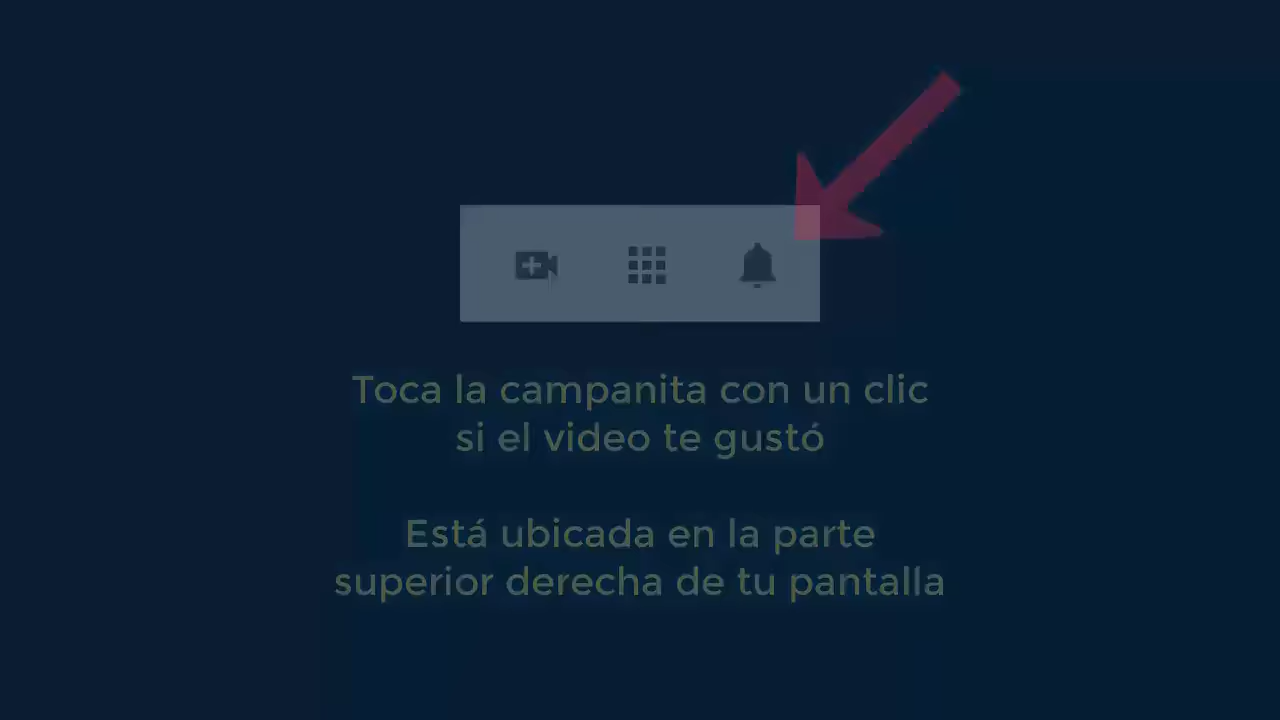 Toca la campanita con un clic
si el video te gustó
Está ubicada en la parte
superior derecha de tu pantalla